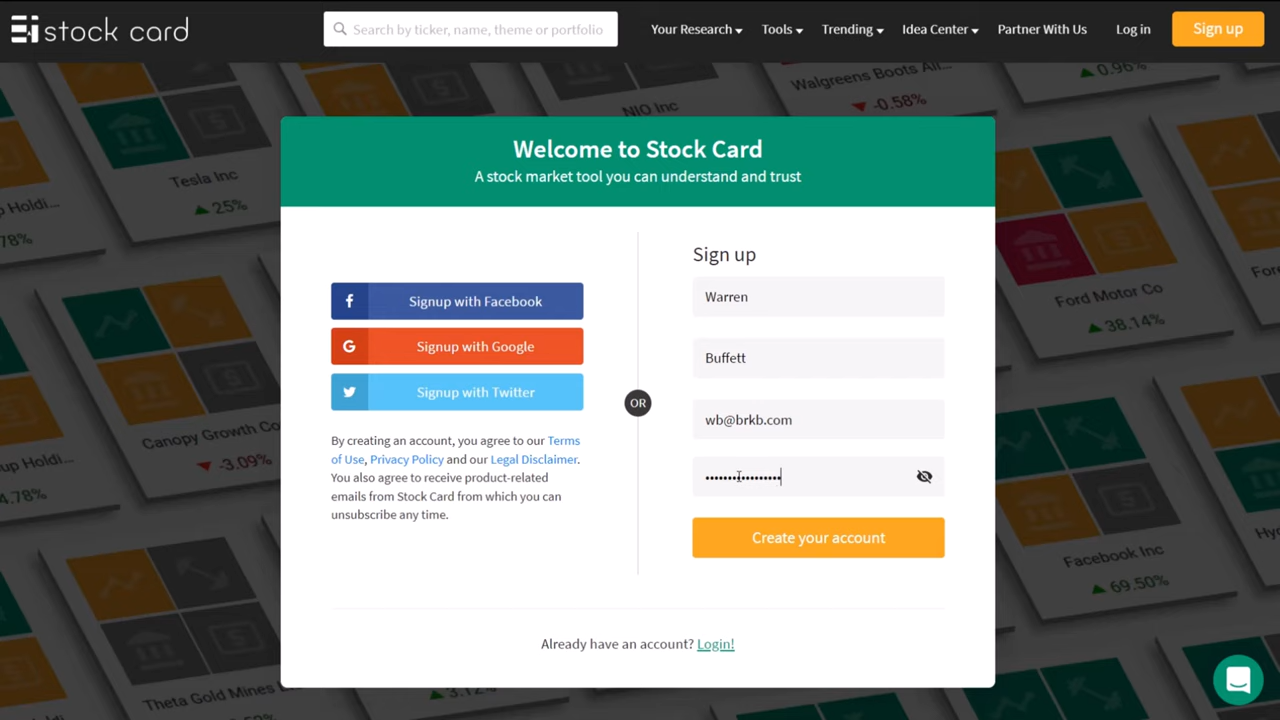 stock card
Search by ticker, name, theme or portfolio
Your Research
Tools
Trending
Idea Center
Partner With Us
Log in
Sign up
Walgreens Boots All...
-0.58%
0.96%
NIO Inc
Tesla Inc
25%
Holdi...
.78%
Welcome to Stock Card
A stock market tool you can understand and trust
Signup with Facebook
Signup with Google
Signup with Twitter
By creating an account, you agree to our Terms
of Use, Privacy Policy and our Legal Disclaimer.
You also agree to receive product-related
emails from Stock Card from which you can
unsubscribe any time.
OR
Sign up
Warren
Buffett
wb@brkb.com
Create your account
Already have an account? Login!
Ford Motor Co
38.14%
Canopy Growth Co
-3.09%
up Holdi...
Facebook Inc
69.50%
Theta Gold Mines
3.12%